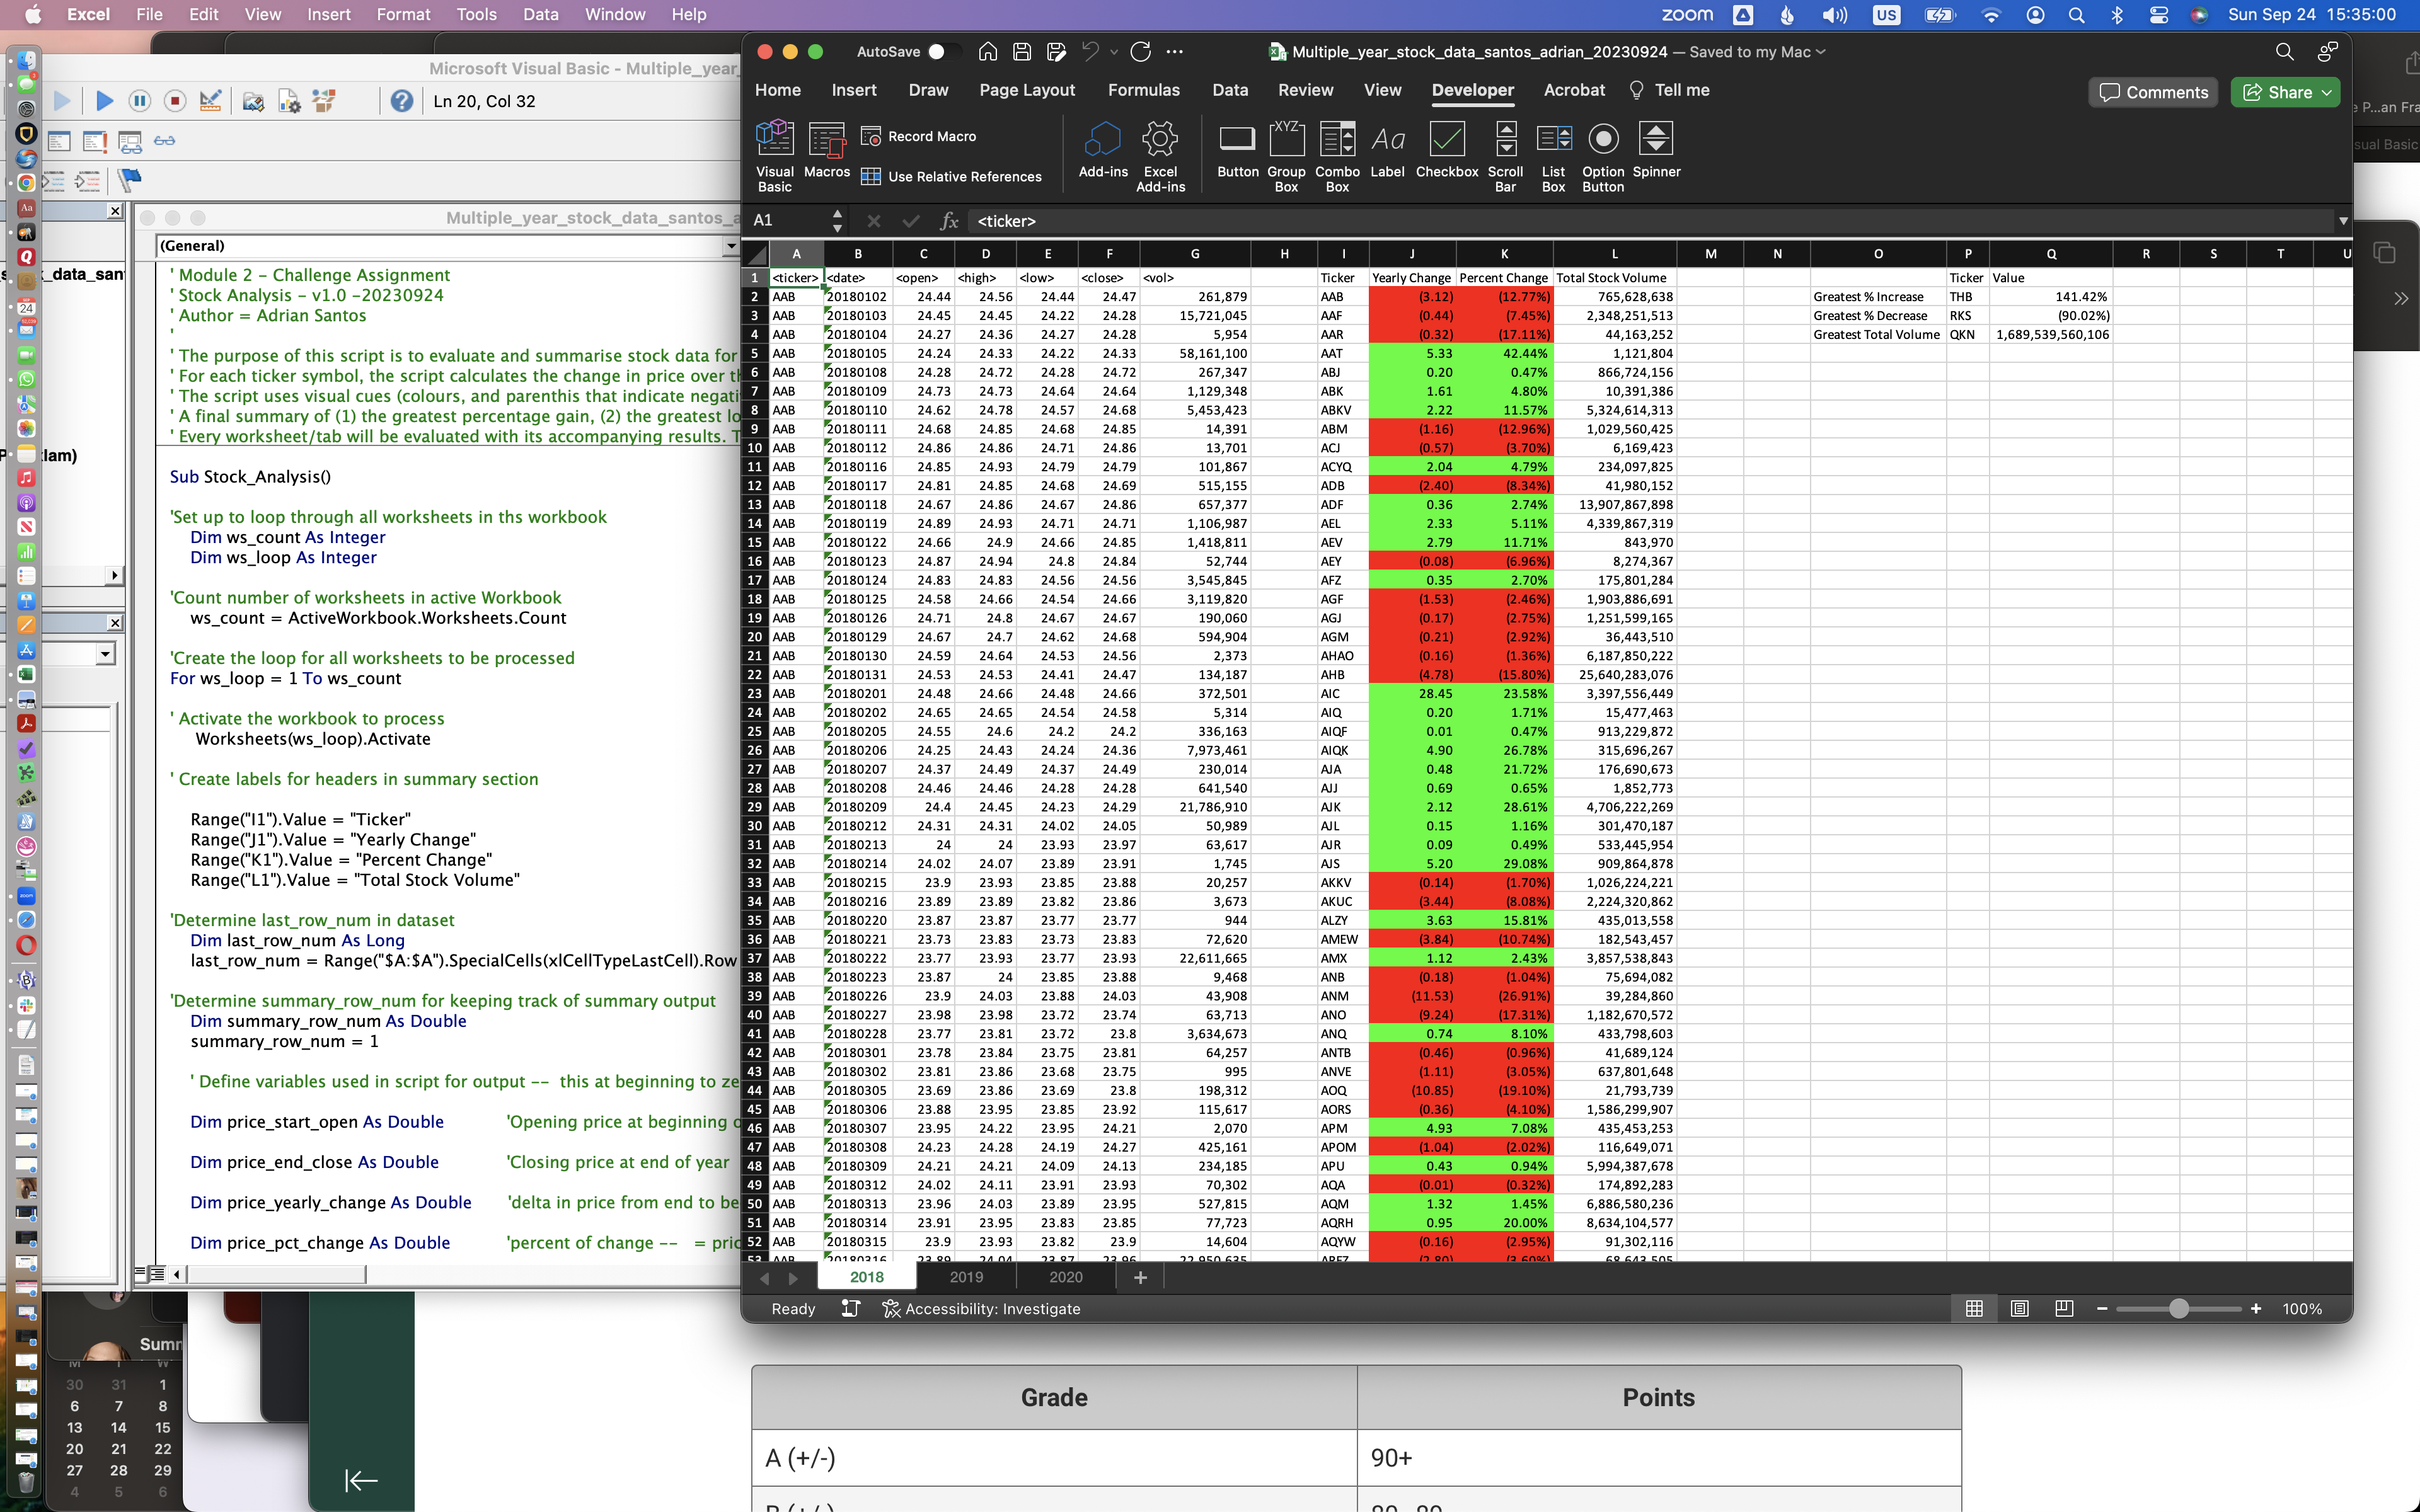 Excel File Edit View Insert Format Tools Data Window Help zoom US Sun Sep 24 15:35:00
Microsoft Visual Basic - Multiple_year_
Ln 20, Col 32
Multiple_year_stock_data_santos_a
(General)
' Module 2 – Challenge Assignment
' Stock Analysis – v1.0 -20230924
' Author = Adrian Santos
'
' The purpose of this script is to evaluate and summarise stock data for
' For each ticker symbol, the script calculates the change in price over th
' The script uses visual cues (colours, and parenthis that indicate negati
' A final summary of (1) the greatest percentage gain, (2) the greatest lo
' Every worksheet/tab will be evaluated with its accompanying results. T
Sub Stock_Analysis()
'Set up to loop through all worksheets in ths workbook
Dim ws_count As Integer
Dim ws_loop As Integer
'Count number of worksheets in active Workbook
ws_count = ActiveWorkbook.Worksheets.Count
'Create the loop for all worksheets to be processed
For ws_loop = 1 To ws_count
' Activate the workbook to process
Worksheets(ws_loop).Activate
' Create labels for headers in summary section
Range("I1").Value = "Ticker"
Range("J1").Value = "Yearly Change"
Range("K1").Value = "Percent Change"
Range("L1").Value = "Total Stock Volume"
'Determine last_row_num in dataset
Dim last_row_num As Long
last_row_num = Range("$A:$A").SpecialCells(xlCellTypeLastCell).Row
'Determine summary_row_num for keeping track of summary output
Dim summary_row_num As Double
summary_row_num = 1
' Define variables used in script for output -- this at beginning to ze
Dim price_start_open As Double 'Opening price at beginning o
Dim price_end_close As Double 'Closing price at end of year
Dim price_yearly_change As Double 'delta in price from end to be
Dim price_pct_change As Double 'percent of change -- = pric
AutoSave Multiple_year_stock_data_santos_adrian_20230924 — Saved to my Mac
Home Insert Draw Page Layout Formulas Data Review View Developer Acrobat Tell me Comments Share
Visual Basic Macros Record Macro Use Relative References Add-ins Excel Add-ins Button Group Box Combo Box Label Checkbox Scroll Bar List Box Option Button Spinner
A1 fx <ticker>
A B C D E F G H I J K L M N O P Q R S T U
1 <ticker> <date> <open> <high> <low> <close> <vol> Ticker Yearly Change Percent Change Total Stock Volume Ticker Value
2 AAB 20180102 24.44 24.56 24.44 24.47 261,879 AAB (3.12) (12.77%) 765,628,638 Greatest % Increase THB 141.42%
3 AAB 20180103 24.45 24.45 24.22 24.28 15,721,045 AAF (0.44) (7.45%) 2,348,251,513 Greatest % Decrease RKS (90.02%)
4 AAB 20180104 24.27 24.36 24.27 24.28 5,954 AAR (0.32) (17.11%) 44,163,252 Greatest Total Volume QKN 1,689,539,560,106
5 AAB 20180105 24.24 24.33 24.22 24.33 58,161,100 AAT 5.33 42.44% 1,121,804
6 AAB 20180108 24.28 24.72 24.28 24.72 267,347 ABJ 0.20 0.47% 866,724,156
7 AAB 20180109 24.73 24.73 24.64 24.64 1,129,348 ABK 1.61 4.80% 10,391,386
8 AAB 20180110 24.62 24.78 24.57 24.68 5,453,423 ABKV 2.22 11.57% 5,324,614,313
9 AAB 20180111 24.68 24.85 24.68 24.85 14,391 ABM (1.16) (12.96%) 1,029,560,425
10 AAB 20180112 24.86 24.86 24.71 24.86 13,701 ACJ (0.57) (3.70%) 6,169,423
11 AAB 20180116 24.85 24.93 24.79 24.79 101,867 ACYQ 2.04 4.79% 234,097,825
12 AAB 20180117 24.81 24.85 24.68 24.69 515,155 ADB (2.40) (8.34%) 41,980,152
13 AAB 20180118 24.67 24.86 24.67 24.86 657,377 ADF 0.36 2.74% 13,907,867,898
14 AAB 20180119 24.89 24.93 24.71 24.71 1,106,987 AEL 2.33 5.11% 4,339,867,319
15 AAB 20180122 24.66 24.9 24.66 24.85 1,418,811 AEV 2.79 11.71% 843,970
16 AAB 20180123 24.87 24.94 24.8 24.84 52,744 AEY (0.08) (6.96%) 8,274,367
17 AAB 20180124 24.83 24.83 24.56 24.56 3,545,845 AFZ 0.35 2.70% 175,801,284
18 AAB 20180125 24.58 24.66 24.54 24.66 3,119,820 AGF (1.53) (2.46%) 1,903,886,691
19 AAB 20180126 24.71 24.8 24.67 24.67 190,060 AGJ (0.17) (2.75%) 1,251,599,165
20 AAB 20180129 24.67 24.7 24.62 24.68 594,904 AGM (0.21) (2.92%) 36,443,510
21 AAB 20180130 24.59 24.64 24.53 24.56 2,373 AHAO (0.16) (1.36%) 6,187,850,222
22 AAB 20180131 24.53 24.53 24.41 24.47 134,187 AHB (4.78) (15.80%) 25,640,283,076
23 AAB 20180201 24.48 24.66 24.48 24.66 372,501 AIC 28.45 23.58% 3,397,556,449
24 AAB 20180202 24.65 24.65 24.54 24.58 5,314 AIQ 0.20 1.71% 15,477,463
25 AAB 20180205 24.55 24.6 24.2 24.2 336,163 AIQF 0.01 0.47% 913,229,872
26 AAB 20180206 24.25 24.43 24.24 24.36 7,973,461 AIQK 4.90 26.78% 315,696,267
27 AAB 20180207 24.37 24.49 24.37 24.49 230,014 AJA 0.48 21.72% 176,690,673
28 AAB 20180208 24.46 24.46 24.28 24.28 641,540 AJJ 0.69 0.65% 1,852,773
29 AAB 20180209 24.4 24.45 24.23 24.29 21,786,910 AJK 2.12 28.61% 4,706,222,269
30 AAB 20180212 24.31 24.31 24.02 24.05 50,989 AJL 0.15 1.16% 301,470,187
31 AAB 20180213 24 24 23.93 23.97 63,617 AJR 0.09 0.49% 533,445,954
32 AAB 20180214 24.02 24.07 23.89 23.91 1,745 AJS 5.20 29.08% 909,864,878
33 AAB 20180215 23.9 23.93 23.85 23.88 20,257 AKKV (0.14) (1.70%) 1,026,224,221
34 AAB 20180216 23.89 23.89 23.82 23.86 3,673 AKUC (3.44) (8.08%) 2,224,320,862
35 AAB 20180220 23.87 23.87 23.77 23.77 944 ALZY 3.63 15.81% 435,013,558
36 AAB 20180221 23.73 23.83 23.73 23.83 72,620 AMEW (3.84) (10.74%) 182,543,457
37 AAB 20180222 23.77 23.93 23.77 23.93 22,611,665 AMX 1.12 2.43% 3,857,538,843
38 AAB 20180223 23.87 24 23.85 23.88 9,468 ANB (0.18) (1.04%) 75,694,082
39 AAB 20180226 23.9 24.03 23.88 24.03 43,908 ANM (11.53) (26.91%) 39,284,860
40 AAB 20180227 23.98 23.98 23.72 23.74 63,713 ANO (9.24) (17.31%) 1,182,670,572
41 AAB 20180228 23.77 23.81 23.72 23.8 3,634,673 ANQ 0.74 8.10% 433,798,603
42 AAB 20180301 23.78 23.84 23.75 23.81 64,257 ANTB (0.46) (0.96%) 41,689,124
43 AAB 20180302 23.81 23.86 23.68 23.75 995 ANVE (1.11) (3.05%) 637,801,648
44 AAB 20180305 23.69 23.86 23.69 23.8 198,312 AOQ (10.85) (19.10%) 21,793,739
45 AAB 20180306 23.88 23.95 23.85 23.92 115,617 AORS (0.36) (4.10%) 1,586,299,907
46 AAB 20180307 23.95 24.22 23.95 24.21 2,070 APM 4.93 7.08% 435,453,253
47 AAB 20180308 24.23 24.28 24.19 24.27 425,161 APOM (1.04) (2.02%) 116,649,071
48 AAB 20180309 24.21 24.21 24.09 24.13 234,185 APU 0.43 0.94% 5,994,387,678
49 AAB 20180312 24.02 24.11 23.91 23.93 70,302 AQA (0.01) (0.32%) 174,892,283
50 AAB 20180313 23.96 24.03 23.89 23.95 527,815 AQM 1.32 1.45% 6,886,580,236
51 AAB 20180314 23.91 23.95 23.83 23.85 77,723 AQRH 0.95 20.00% 8,634,104,577
52 AAB 20180315 23.9 23.93 23.82 23.9 14,604 AQYW (0.16) (2.95%) 91,302,116
2018 2019 2020
Ready Accessibility: Investigate 100%
Grade Points
A (+/-) 90+
30 31 1
6 7 8
13 14 15
20 21 22
27 28 29
4 5 6